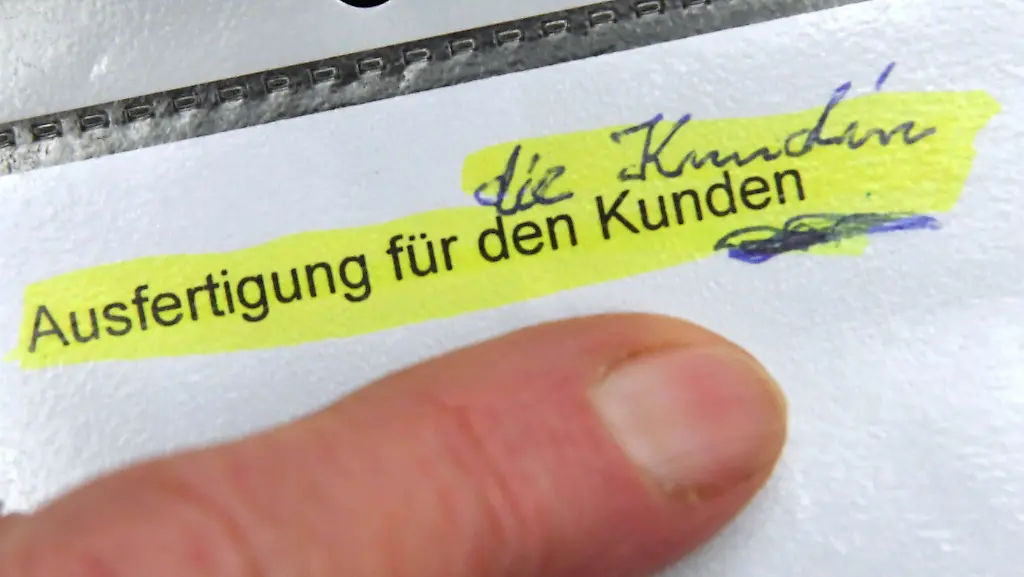 die Kundin
Ausfertigung für den Kunden